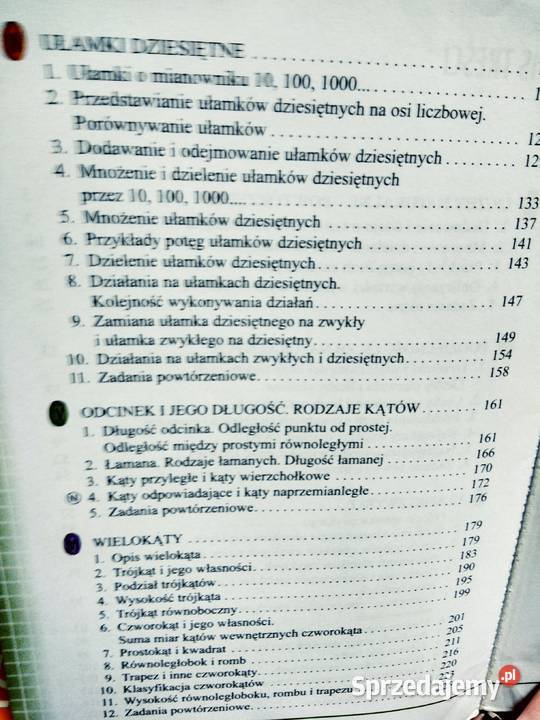 UŁAMKI DZIESIĘTNE
1. Ułamki o mianowniku 10, 100, 1000...
2. Przedstawianie ułamków dziesiętnych na osi liczbowej.
Porównywanie ułamków
3. Dodawanie i odejmowanie ułamków dziesiętnych
4. Mnożenie i dzielenie ułamków dziesiętnych
przez 10, 100, 1000.... 133
5. Mnożenie ułamków dziesiętnych 137
6. Przykłady potęg ułamków dziesiętnych 141
7. Dzielenie ułamków dziesiętnych 143
8. Działania na ułamkach dziesiętnych.
Kolejność wykonywania działań 147
9. Zamiana ułamka dziesiętnego na zwykły
i ułamka zwykłego na dziesiętny 149
10. Działania na ułamkach zwykłych i dziesiętnych 154
11. Zadania powtórzeniowe 158
ODCINEK I JEGO DŁUGOŚĆ. RODZAJE KĄTÓW 161
1. Długość odcinka. Odległość punktu od prostej.
Odległość między prostymi równoległymi 161
2. Łamana. Rodzaje łamanych. Długość łamanej 166
3. Kąty przyległe i kąty wierzchołkowe 170
4. Kąty odpowiadające i kąty naprzemianległe 172
5. Zadania powtórzeniowe 176
WIELOKĄTY 179
1. Opis wielokąta 179
2. Trójkąt i jego własności 183
3. Podział trójkątów 190
4. Wysokość trójkąta 195
5. Trójkąt równoboczny 199
6. Czworokąt i jego własności.
Suma miar kątów wewnętrznych czworokąta 201
7. Prostokąt i kwadrat 205
8. Równoległobok i romb 211
9. Trapez i inne czworokąty 216
10. Klasyfikacja czworokątów 220
11. Wysokość równoległoboku, rombu i trapezu
12. Zadania powtórzeniowe
Sprzedajemy.pl